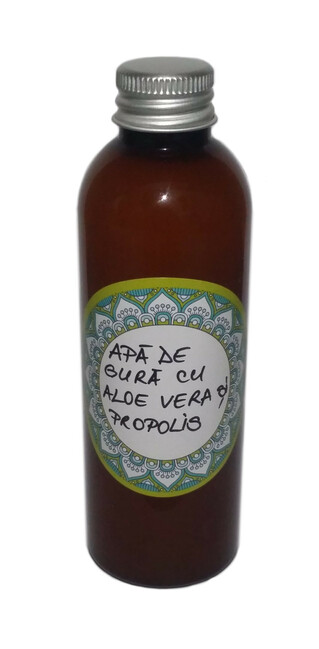 APĂ DE
GURĂ CU
ALOE VERA ȘI
PROPOLIS